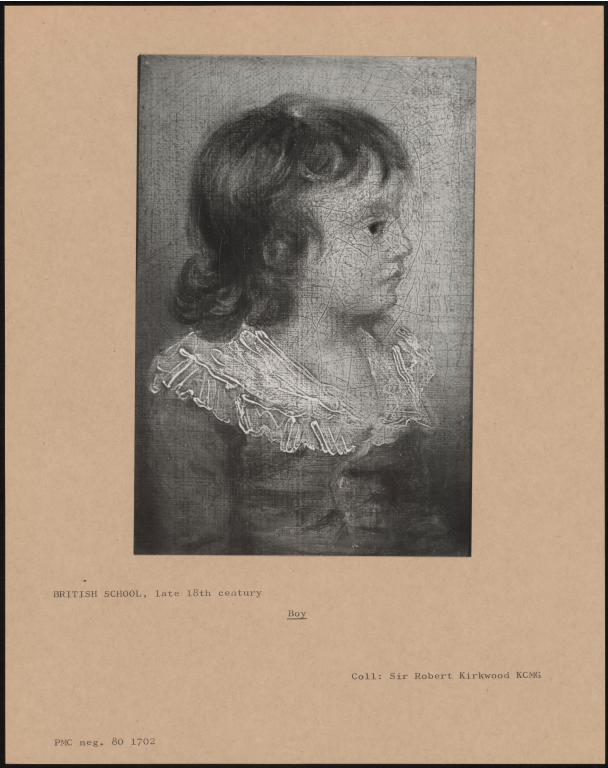 BRITISH SCHOOL, late 18th century
Boy
Coll: Sir Robert Kirkwood KCMG
PMC neg. 80 1702